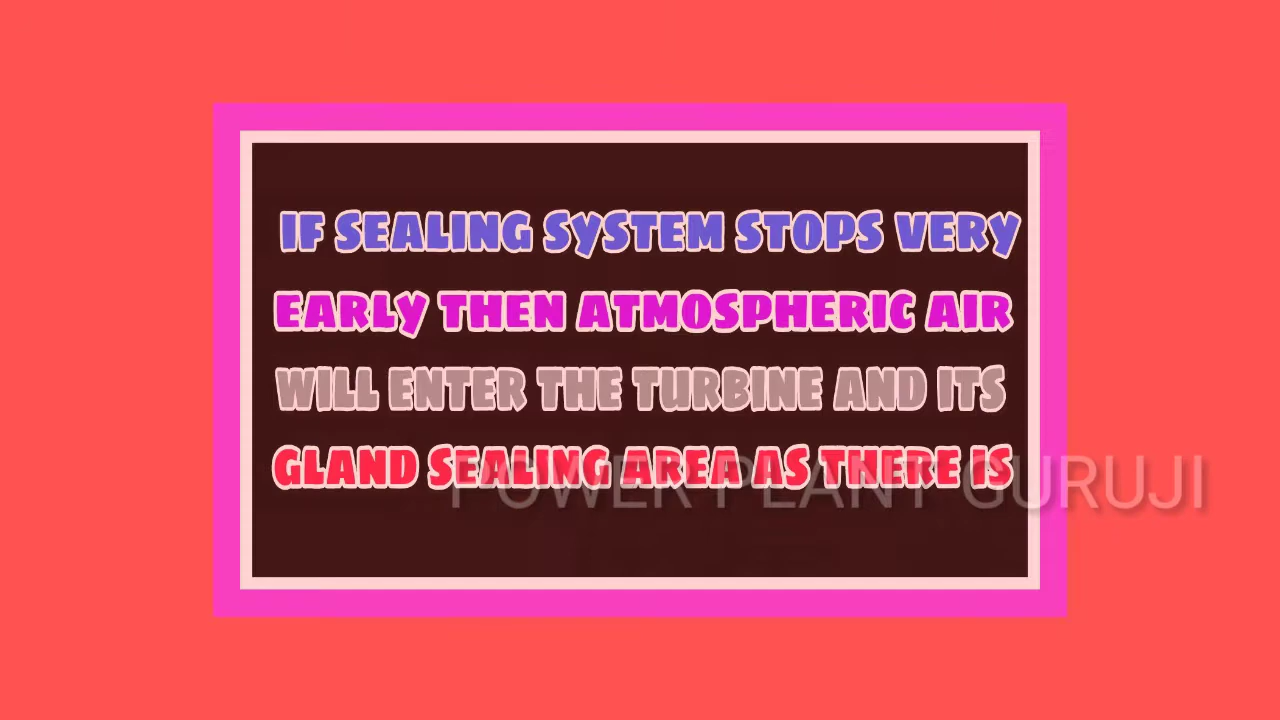 IF SEALING SYSTEM STOPS VERY
EARLY THEN ATMOSPHERIC AIR
WILL ENTER THE TURBINE AND ITS
GLAND SEALING AREA AS THERE IS
POWER PLANT GURUJI